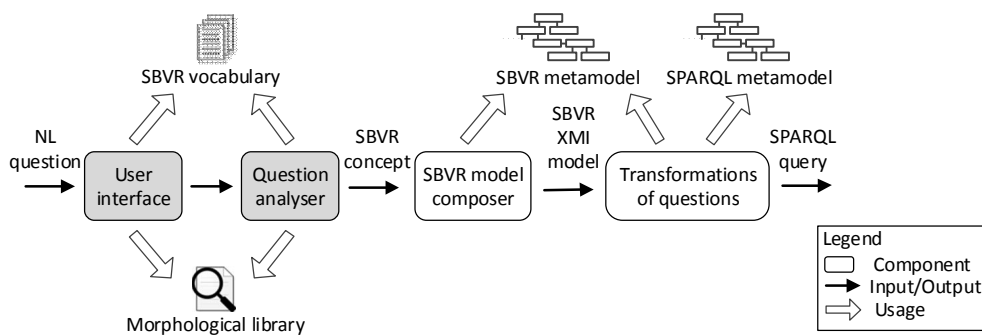 SBVR vocabulary
SBVR metamodel
SPARQL metamodel
NL
question
User
interface
Question
analyser
SBVR
concept
SBVR model
composer
SBVR
XMI
model
Transformations
of questions
SPARQL
query
Morphological library
Legend
Component
Input/Output
Usage